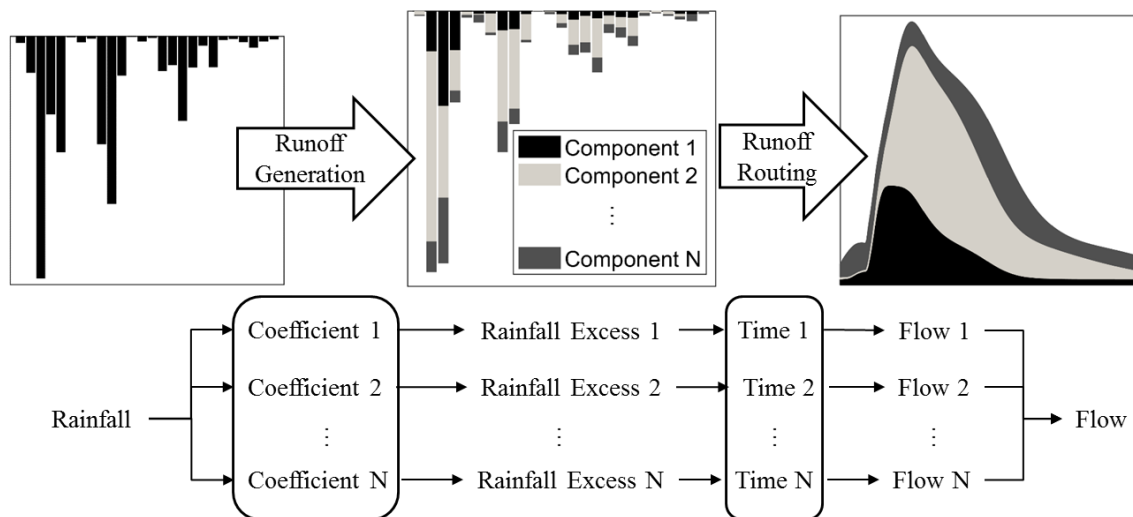 Runoff
Generation
Component 1
Component 2
⋮
Component N
Runoff
Routing
Rainfall
Coefficient 1
Rainfall Excess 1
Time 1
Flow 1
Coefficient 2
Rainfall Excess 2
Time 2
Flow 2
⋮
⋮
⋮
⋮
Coefficient N
Rainfall Excess N
Time N
Flow N
Flow